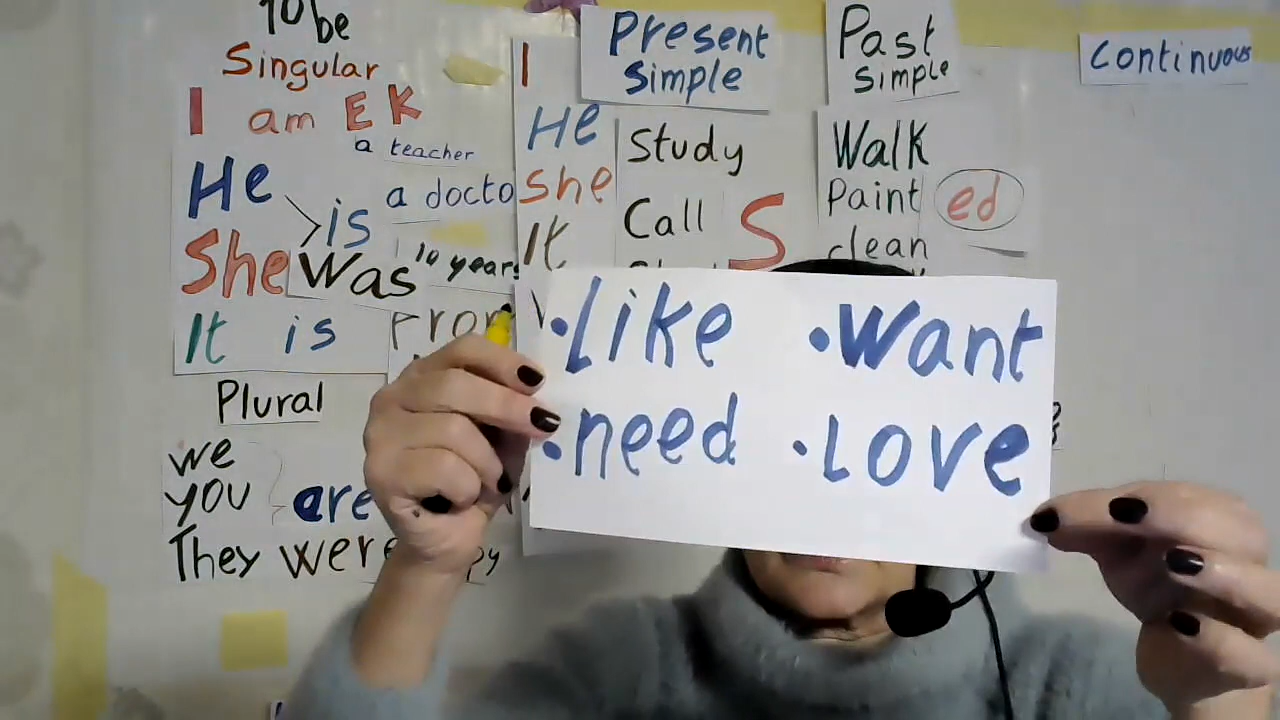 To be
Singular
I am EK
a teacher
He
She
is
a docto
was
10 years
It is
From
Plural
we
you
are
They were
I
He
She
It
Present
Simple
Study
Call
S
Past
Simple
Walk
Paint
clean
ed
Continuous
• Like • Want
• need • Love